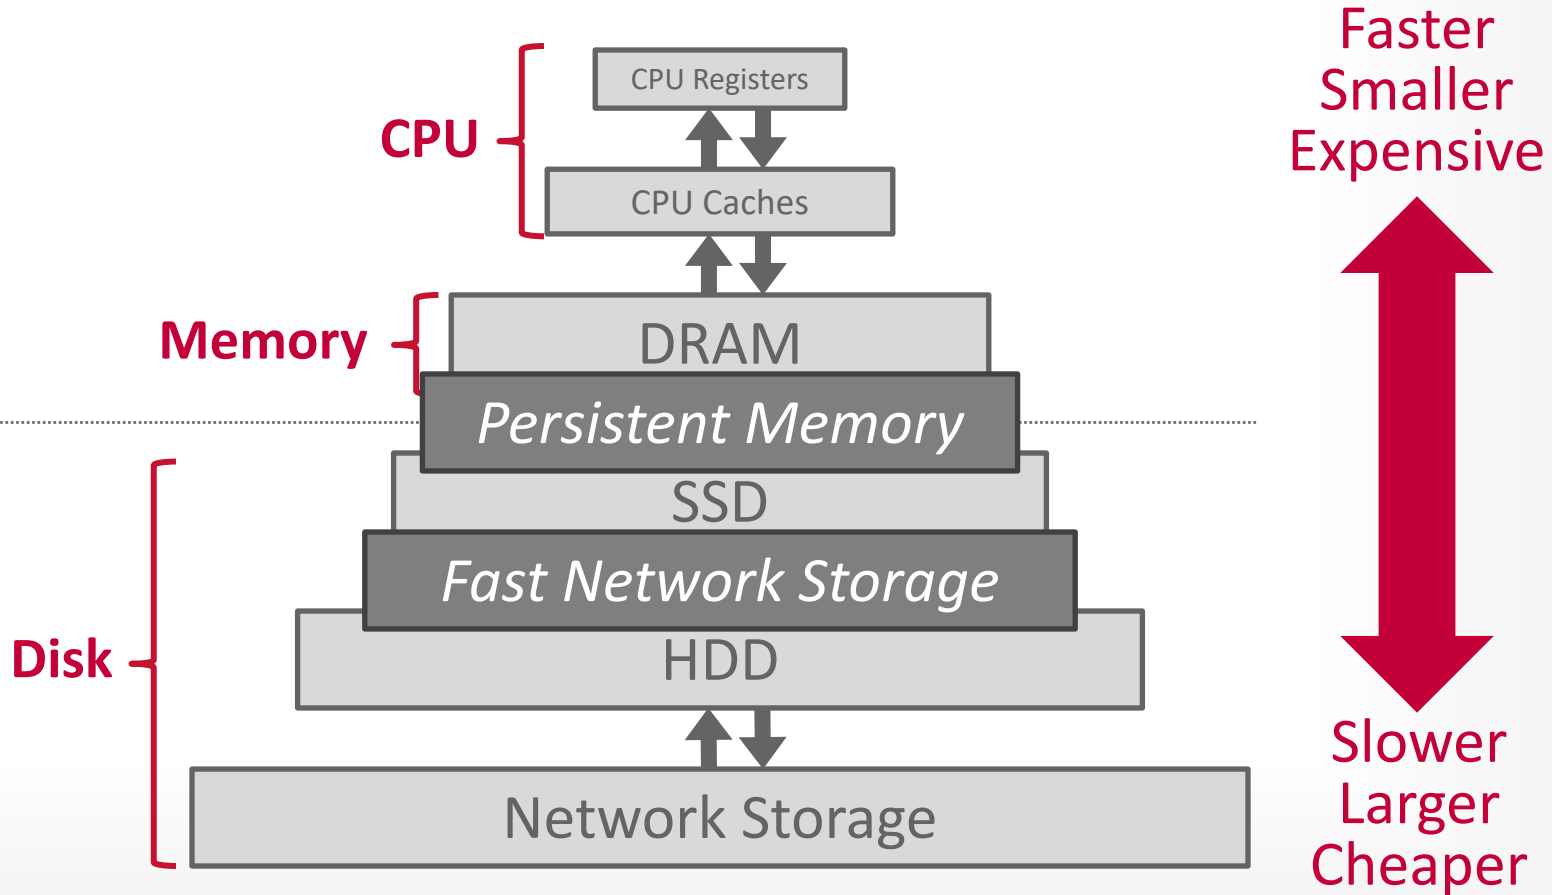 Faster
Smaller
Expensive
CPU Registers
CPU
CPU Caches
Memory
DRAM
Persistent Memory
SSD
Fast Network Storage
Disk
HDD
Network Storage
Slower
Larger
Cheaper